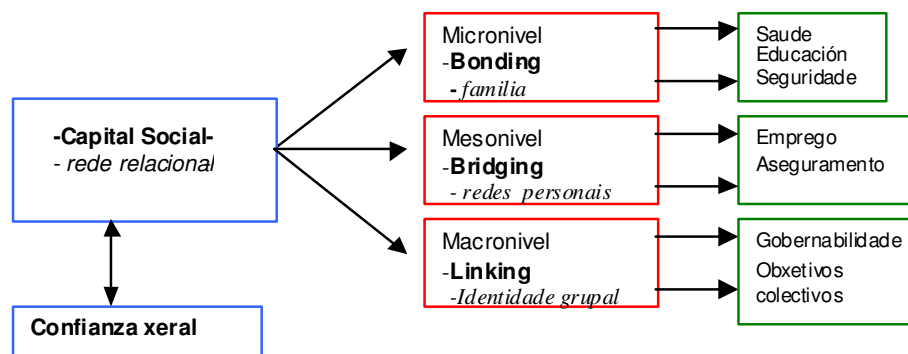 -Capital Social-
- rede relacional
Confianza xeral
Micronivel
-Bonding
- familia
Mesonivel
-Bridging
- redes personais
Macronivel
-Linking
-Identidade grupal
Saude
Educación
Seguridade
Emprego
Aseguramento
Gobernabilidade
Obxetivos
colectivos